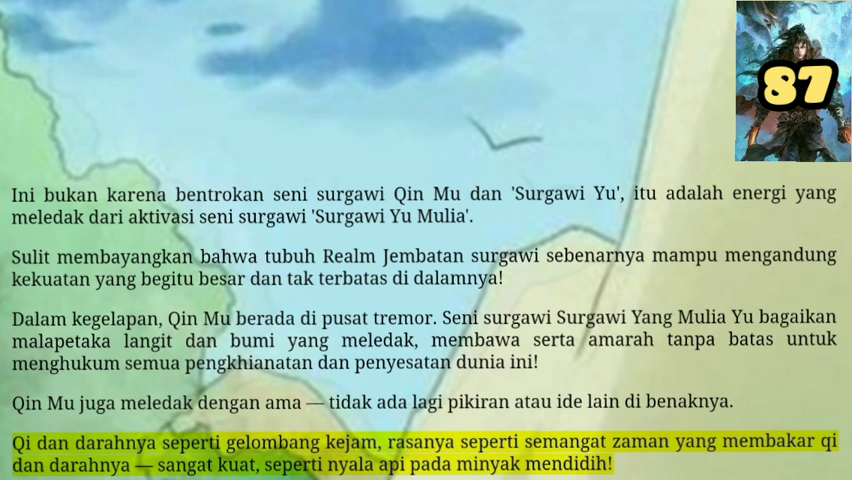 87
Ini bukan karena bentrokan seni surgawi Qin Mu dan 'Surgawi Yu', itu adalah energi yang
meledak dari aktivasi seni surgawi 'Surgawi Yu Mulia'.
Sulit membayangkan bahwa tubuh Realm Jembatan surgawi sebenarnya mampu mengandung
kekuatan yang begitu besar dan tak terbatas di dalamnya!
Dalam kegelapan, Qin Mu berada di pusat tremor. Seni surgawi Surgawi Yang Mulia Yu bagaikan
malapetaka langit dan bumi yang meledak, membawa serta amarah tanpa batas untuk
menghukum semua pengkhianatan dan penyesatan dunia ini!
Qin Mu juga meledak dengan ama — tidak ada lagi pikiran atau ide lain di benaknya.
Qi dan darahnya seperti gelombang kejam, rasanya seperti semangat zaman yang membakar qi
dan darahnya — sangat kuat, seperti nyala api pada minyak mendidih!